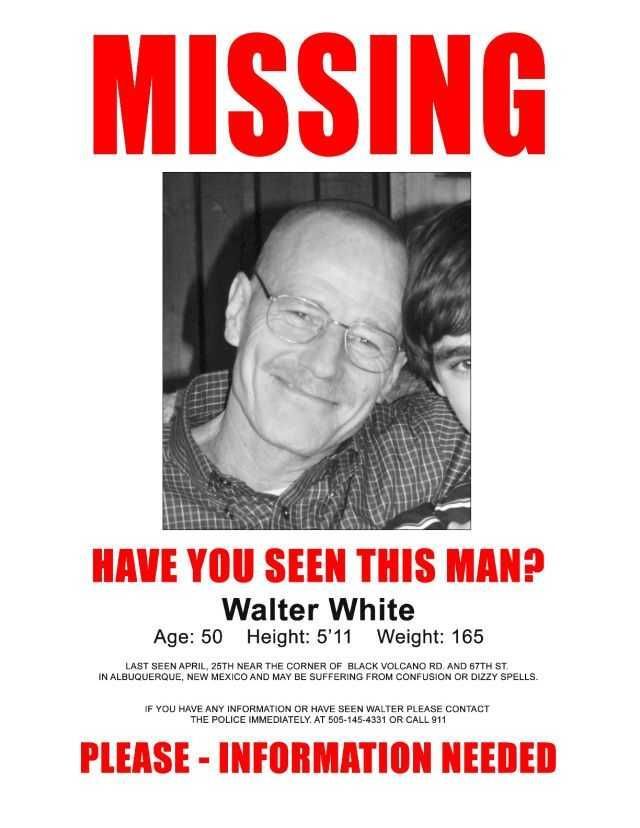 MISSING
HAVE YOU SEEN THIS MAN?
Walter White
Age: 50 Height: 5'11 Weight: 165
LAST SEEN APRIL, 25TH NEAR THE CORNER OF BLACK VOLCANO RD. AND 67TH ST.
IN ALBUQUERQUE, NEW MEXICO AND MAY BE SUFFERING FROM CONFUSION OR DIZZY SPELLS.
IF YOU HAVE ANY INFORMATION OR HAVE SEEN WALTER PLEASE CONTACT
THE POLICE IMMEDIATELY. AT 505-145-4331 OR CALL 911
PLEASE - INFORMATION NEEDED